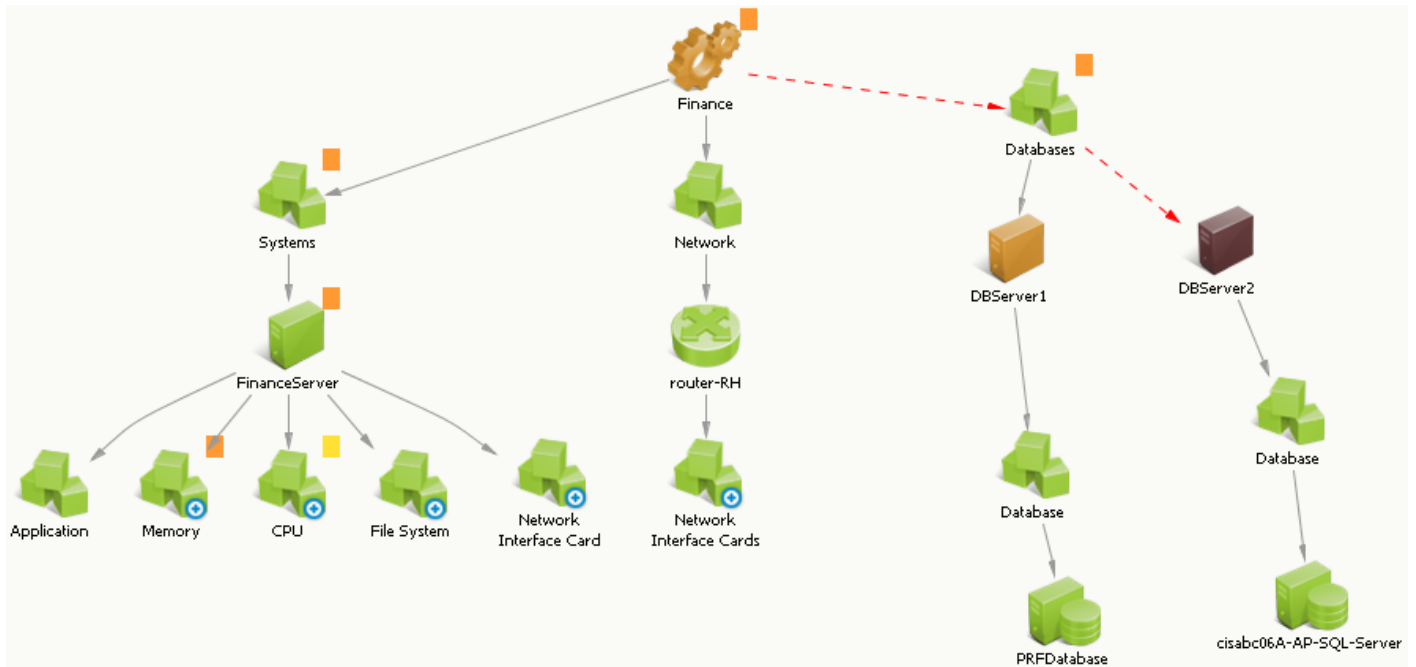 Finance
Databases
Systems
Network
DBServer1
DBServer2
FinanceServer
router-RH
Database
Database
Application
Memory
CPU
File System
Network
Interface Card
Network
Interface Cards
PRFDatabase
cisabc06A-AP-SQL-Server